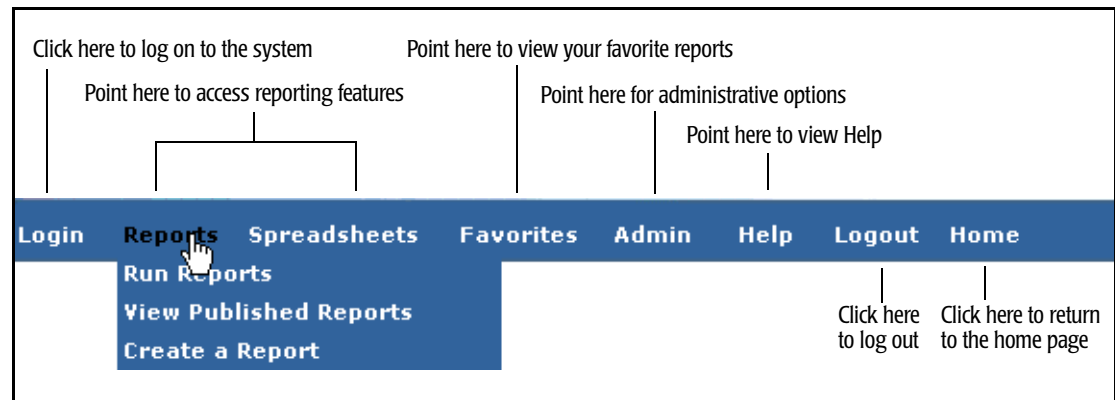 Click here to log on to the system
Point here to view your favorite reports
Point here to access reporting features
Point here for administrative options
Point here to view Help
Login Reports Spreadsheets Favorites Admin Help Logout Home
Run Reports
View Published Reports
Create a Report
Click here
to log out
Click here to return
to the home page